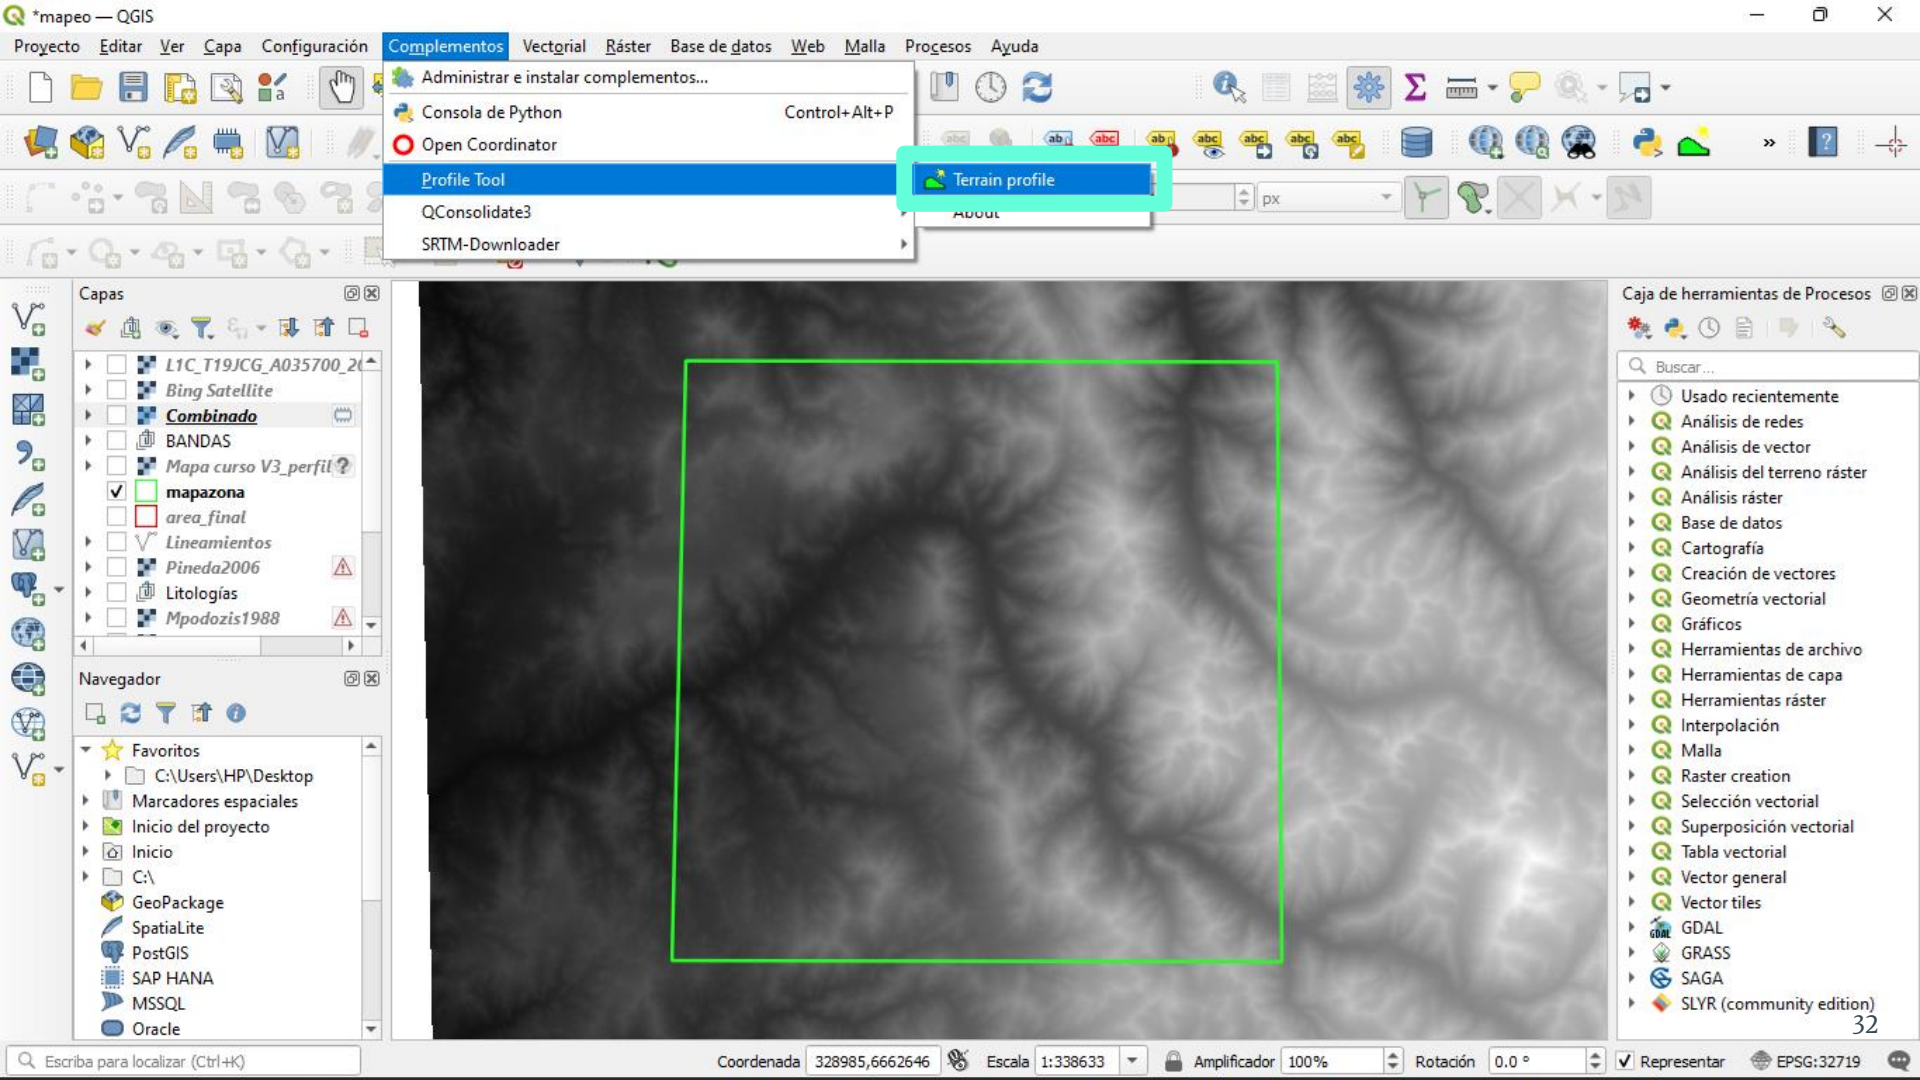 *mapeo — QGIS
Proyecto Editar Ver Capa Configuración Complementos Vectorial Ráster Base de datos Web Malla Procesos Ayuda
Administrar e instalar complementos...
Consola de Python Control+Alt+P
Open Coordinator
Profile Tool
QConsolidate3
SRTM-Downloader
Terrain profile
About
px
Capas
L1C_T19JCG_A035700_20
Bing Satellite
Combinado
BANDAS
Mapa curso V3_perfil
mapazona
area_final
Lineamientos
Pineda2006
Litologías
Mpodozis1988
Navegador
Favoritos
C:\Users\HP\Desktop
Marcadores espaciales
Inicio del proyecto
Inicio
C:\
GeoPackage
SpatiaLite
PostGIS
SAP HANA
MSSQL
Oracle
Caja de herramientas de Procesos
Buscar...
Usado recientemente
Análisis de redes
Análisis de vector
Análisis del terreno ráster
Análisis ráster
Base de datos
Cartografía
Creación de vectores
Geometría vectorial
Gráficos
Herramientas de archivo
Herramientas de capa
Herramientas ráster
Interpolación
Malla
Raster creation
Selección vectorial
Superposición vectorial
Tabla vectorial
Vector general
Vector tiles
GDAL
GRASS
SAGA
SLYR (community edition)
32
Escriba para localizar (Ctrl+K)
Coordenada 328985,6662646 Escala 1:338633 Amplificador 100% Rotación 0.0 ° Representar EPSG:32719